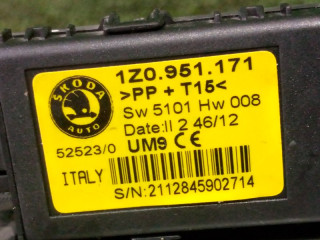 1Z0.951.171
>PP + T15<
SKODA
AUTO
Sw 5101 Hw 008
Date: II 2 46/12
52523/0 UM9 CE
ITALY
S/N:2112845902714